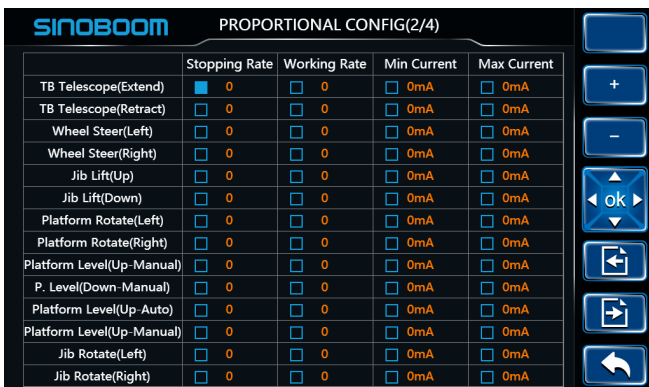 SINOBOOM PROPORTIONAL CONFIG(2/4)
Stopping Rate Working Rate Min Current Max Current
TB Telescope(Extend) 0 0 0mA 0mA
+
TB Telescope(Retract) 0 0 0mA 0mA
Wheel Steer(Left) 0 0 0mA 0mA
−
Wheel Steer(Right) 0 0 0mA 0mA
Jib Lift(Up) 0 0 0mA 0mA
Jib Lift(Down) 0 0 0mA 0mA
ok
Platform Rotate(Left) 0 0 0mA 0mA
Platform Rotate(Right) 0 0 0mA 0mA
Platform Level(Up-Manual) 0 0 0mA 0mA
P. Level(Down-Manual) 0 0 0mA 0mA
Platform Level(Up-Auto) 0 0 0mA 0mA
Platform Level(Up-Manual) 0 0 0mA 0mA
Jib Rotate(Left) 0 0 0mA 0mA
Jib Rotate(Right) 0 0 0mA 0mA